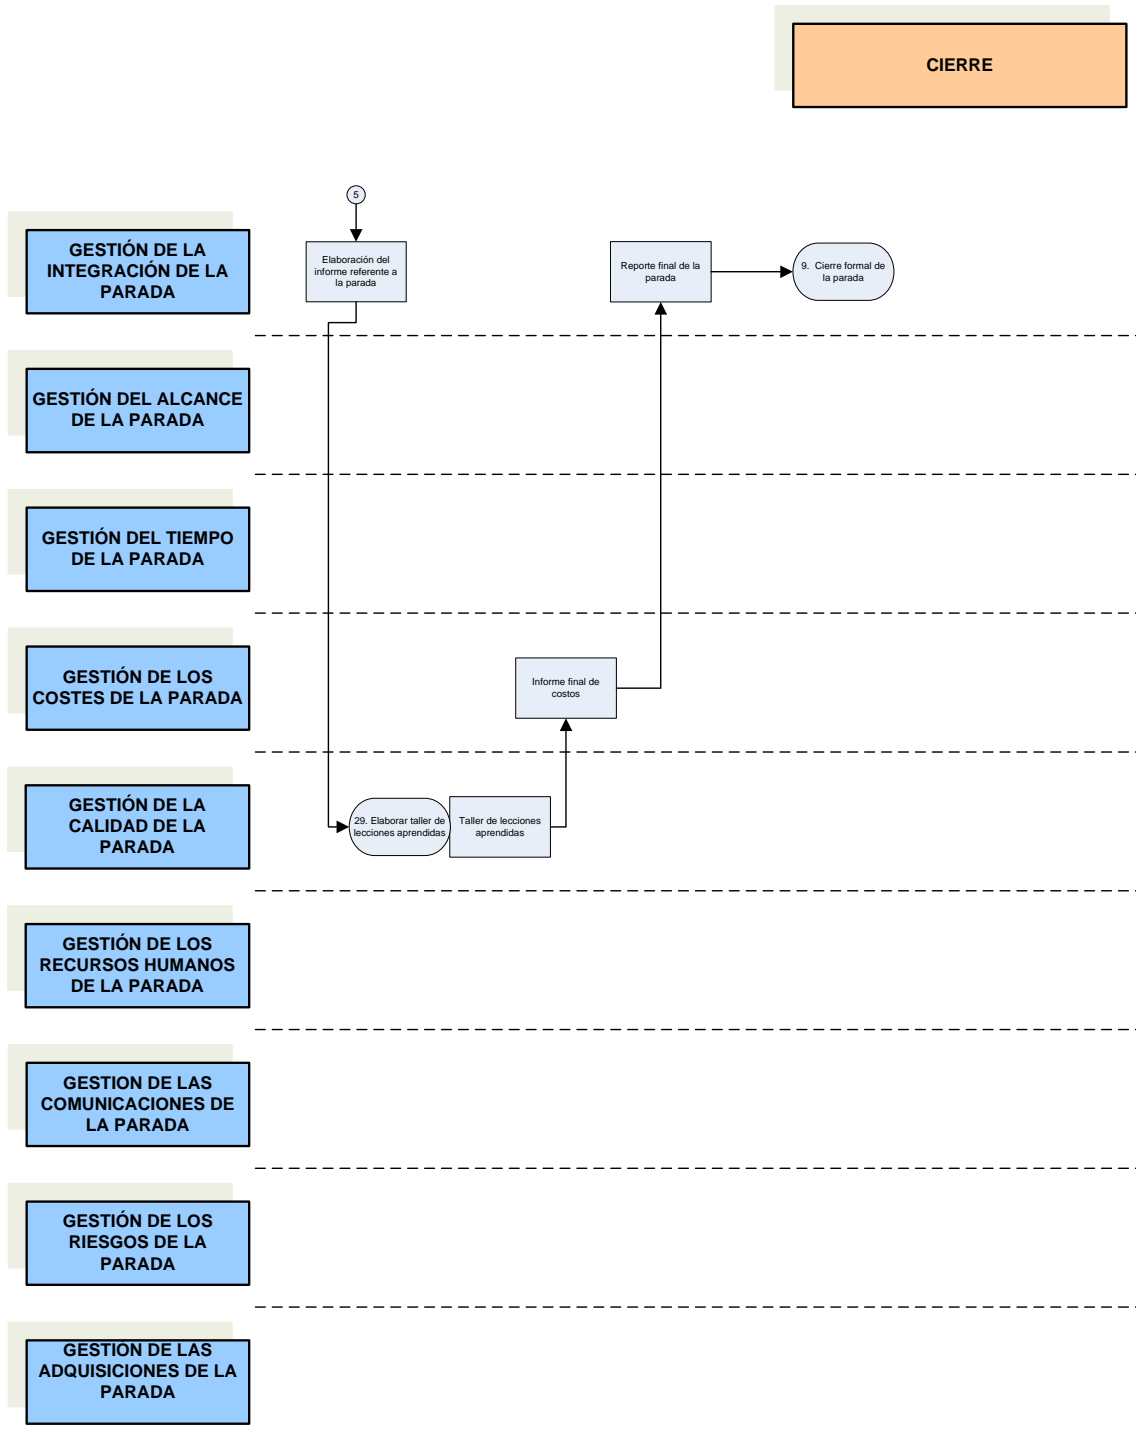 CIERRE
5
GESTIÓN DE LA
INTEGRACIÓN DE LA
PARADA
Elaboración del
informe referente a
la parada
Reporte final de la
parada
9. Cierre formal de
la parada
GESTIÓN DEL ALCANCE
DE LA PARADA
GESTIÓN DEL TIEMPO
DE LA PARADA
GESTIÓN DE LOS
COSTES DE LA PARADA
Informe final de
costos
GESTIÓN DE LA
CALIDAD DE LA
PARADA
29. Elaborar taller de
lecciones aprendidas
Taller de lecciones
aprendidas
GESTIÓN DE LOS
RECURSOS HUMANOS
DE LA PARADA
GESTION DE LAS
COMUNICACIONES DE
LA PARADA
GESTIÓN DE LOS
RIESGOS DE LA
PARADA
GESTIÓN DE LAS
ADQUISICIONES DE LA
PARADA